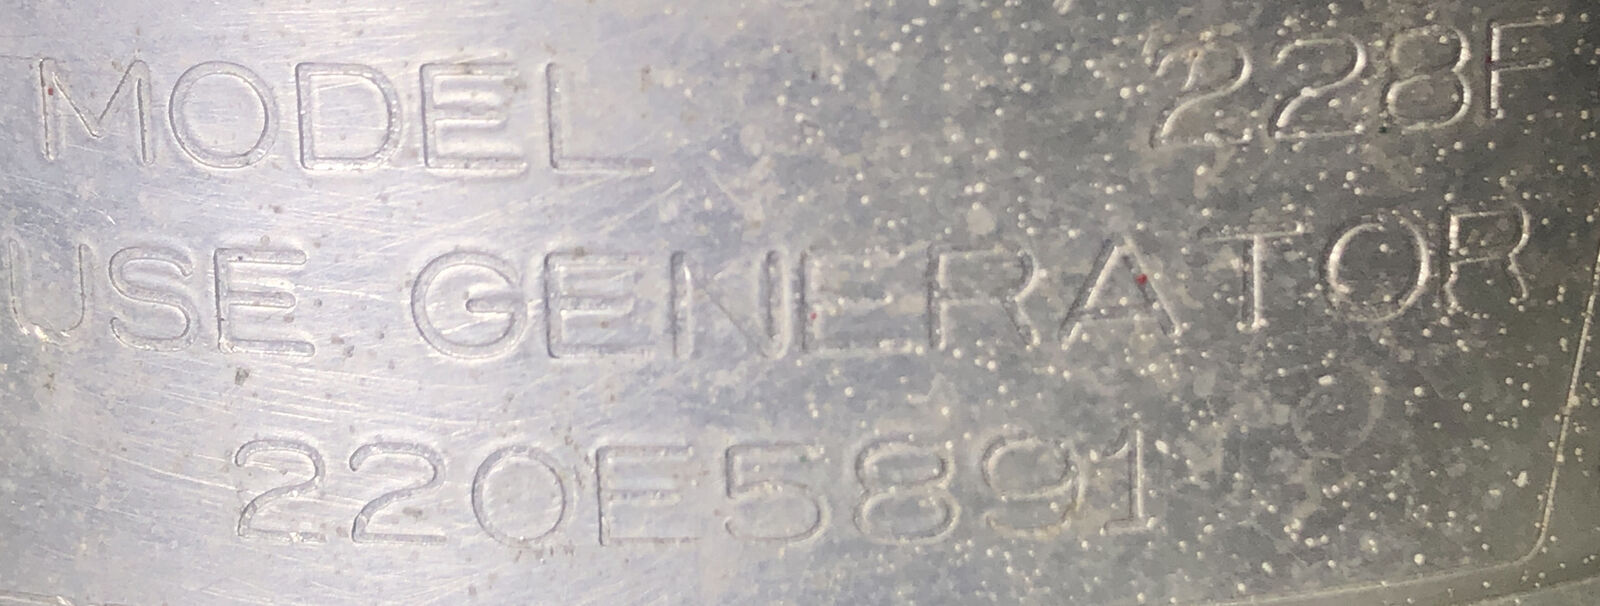 MODEL 228F
USE GENERATOR
220E5891